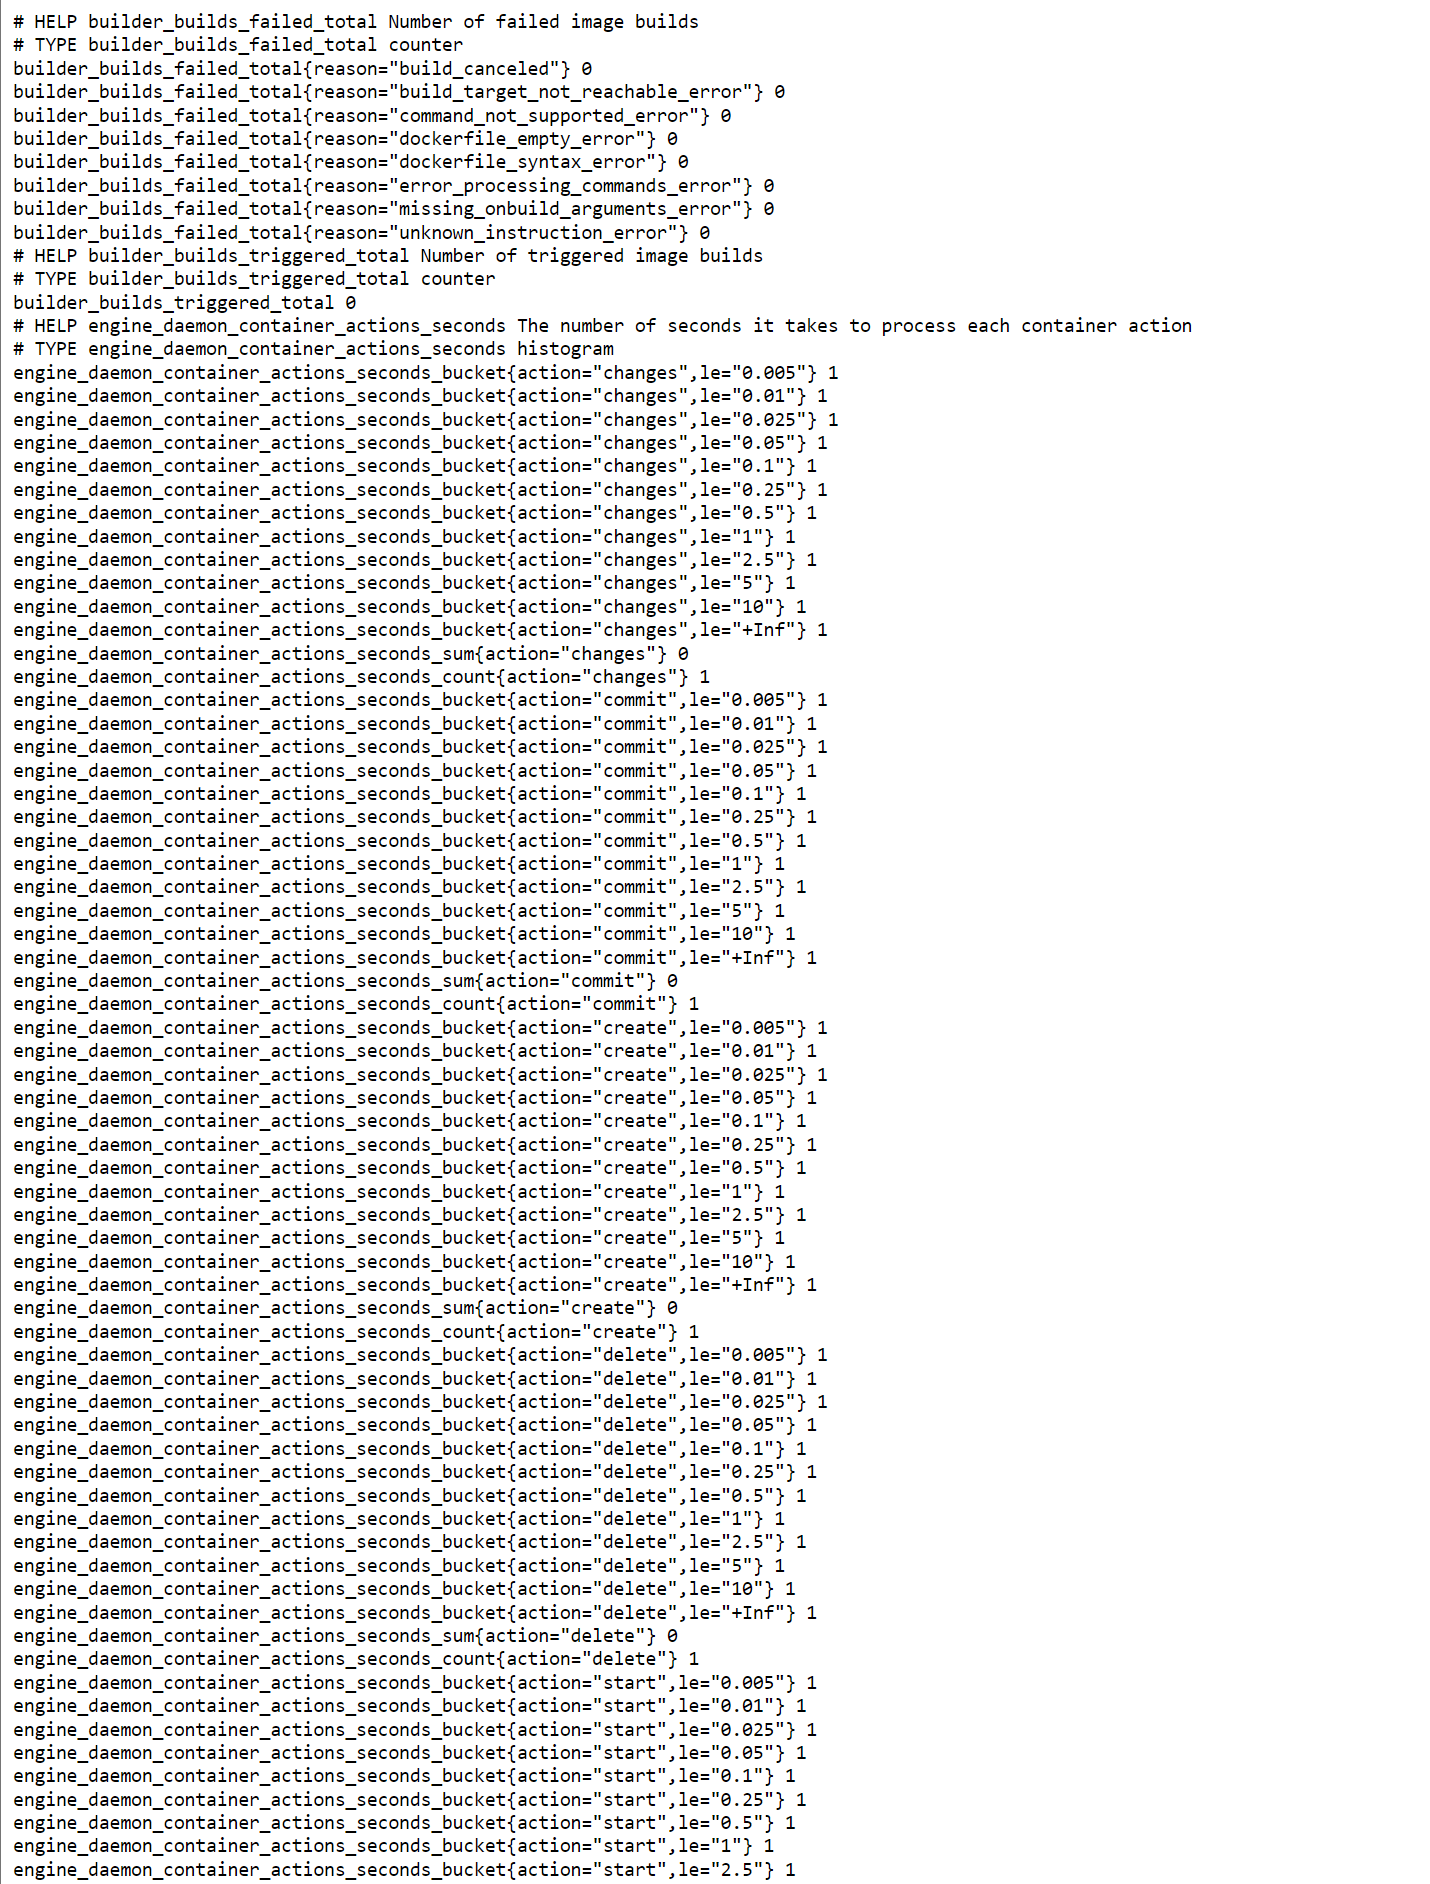 # HELP builder_builds_failed_total Number of failed image builds
# TYPE builder_builds_failed_total counter
builder_builds_failed_total{reason="build_canceled"} 0
builder_builds_failed_total{reason="build_target_not_reachable_error"} 0
builder_builds_failed_total{reason="command_not_supported_error"} 0
builder_builds_failed_total{reason="dockerfile_empty_error"} 0
builder_builds_failed_total{reason="dockerfile_syntax_error"} 0
builder_builds_failed_total{reason="error_processing_commands_error"} 0
builder_builds_failed_total{reason="missing_onbuild_arguments_error"} 0
builder_builds_failed_total{reason="unknown_instruction_error"} 0
# HELP builder_builds_triggered_total Number of triggered image builds
# TYPE builder_builds_triggered_total counter
builder_builds_triggered_total 0
# HELP engine_daemon_container_actions_seconds The number of seconds it takes to process each container action
# TYPE engine_daemon_container_actions_seconds histogram
engine_daemon_container_actions_seconds_bucket{action="changes",le="0.005"} 1
engine_daemon_container_actions_seconds_bucket{action="changes",le="0.01"} 1
engine_daemon_container_actions_seconds_bucket{action="changes",le="0.025"} 1
engine_daemon_container_actions_seconds_bucket{action="changes",le="0.05"} 1
engine_daemon_container_actions_seconds_bucket{action="changes",le="0.1"} 1
engine_daemon_container_actions_seconds_bucket{action="changes",le="0.25"} 1
engine_daemon_container_actions_seconds_bucket{action="changes",le="0.5"} 1
engine_daemon_container_actions_seconds_bucket{action="changes",le="1"} 1
engine_daemon_container_actions_seconds_bucket{action="changes",le="2.5"} 1
engine_daemon_container_actions_seconds_bucket{action="changes",le="5"} 1
engine_daemon_container_actions_seconds_bucket{action="changes",le="10"} 1
engine_daemon_container_actions_seconds_bucket{action="changes",le="+Inf"} 1
engine_daemon_container_actions_seconds_sum{action="changes"} 0
engine_daemon_container_actions_seconds_count{action="changes"} 1
engine_daemon_container_actions_seconds_bucket{action="commit",le="0.005"} 1
engine_daemon_container_actions_seconds_bucket{action="commit",le="0.01"} 1
engine_daemon_container_actions_seconds_bucket{action="commit",le="0.025"} 1
engine_daemon_container_actions_seconds_bucket{action="commit",le="0.05"} 1
engine_daemon_container_actions_seconds_bucket{action="commit",le="0.1"} 1
engine_daemon_container_actions_seconds_bucket{action="commit",le="0.25"} 1
engine_daemon_container_actions_seconds_bucket{action="commit",le="0.5"} 1
engine_daemon_container_actions_seconds_bucket{action="commit",le="1"} 1
engine_daemon_container_actions_seconds_bucket{action="commit",le="2.5"} 1
engine_daemon_container_actions_seconds_bucket{action="commit",le="5"} 1
engine_daemon_container_actions_seconds_bucket{action="commit",le="10"} 1
engine_daemon_container_actions_seconds_bucket{action="commit",le="+Inf"} 1
engine_daemon_container_actions_seconds_sum{action="commit"} 0
engine_daemon_container_actions_seconds_count{action="commit"} 1
engine_daemon_container_actions_seconds_bucket{action="create",le="0.005"} 1
engine_daemon_container_actions_seconds_bucket{action="create",le="0.01"} 1
engine_daemon_container_actions_seconds_bucket{action="create",le="0.025"} 1
engine_daemon_container_actions_seconds_bucket{action="create",le="0.05"} 1
engine_daemon_container_actions_seconds_bucket{action="create",le="0.1"} 1
engine_daemon_container_actions_seconds_bucket{action="create",le="0.25"} 1
engine_daemon_container_actions_seconds_bucket{action="create",le="0.5"} 1
engine_daemon_container_actions_seconds_bucket{action="create",le="1"} 1
engine_daemon_container_actions_seconds_bucket{action="create",le="2.5"} 1
engine_daemon_container_actions_seconds_bucket{action="create",le="5"} 1
engine_daemon_container_actions_seconds_bucket{action="create",le="10"} 1
engine_daemon_container_actions_seconds_bucket{action="create",le="+Inf"} 1
engine_daemon_container_actions_seconds_sum{action="create"} 0
engine_daemon_container_actions_seconds_count{action="create"} 1
engine_daemon_container_actions_seconds_bucket{action="delete",le="0.005"} 1
engine_daemon_container_actions_seconds_bucket{action="delete",le="0.01"} 1
engine_daemon_container_actions_seconds_bucket{action="delete",le="0.025"} 1
engine_daemon_container_actions_seconds_bucket{action="delete",le="0.05"} 1
engine_daemon_container_actions_seconds_bucket{action="delete",le="0.1"} 1
engine_daemon_container_actions_seconds_bucket{action="delete",le="0.25"} 1
engine_daemon_container_actions_seconds_bucket{action="delete",le="0.5"} 1
engine_daemon_container_actions_seconds_bucket{action="delete",le="1"} 1
engine_daemon_container_actions_seconds_bucket{action="delete",le="2.5"} 1
engine_daemon_container_actions_seconds_bucket{action="delete",le="5"} 1
engine_daemon_container_actions_seconds_bucket{action="delete",le="10"} 1
engine_daemon_container_actions_seconds_bucket{action="delete",le="+Inf"} 1
engine_daemon_container_actions_seconds_sum{action="delete"} 0
engine_daemon_container_actions_seconds_count{action="delete"} 1
engine_daemon_container_actions_seconds_bucket{action="start",le="0.005"} 1
engine_daemon_container_actions_seconds_bucket{action="start",le="0.01"} 1
engine_daemon_container_actions_seconds_bucket{action="start",le="0.025"} 1
engine_daemon_container_actions_seconds_bucket{action="start",le="0.05"} 1
engine_daemon_container_actions_seconds_bucket{action="start",le="0.1"} 1
engine_daemon_container_actions_seconds_bucket{action="start",le="0.25"} 1
engine_daemon_container_actions_seconds_bucket{action="start",le="0.5"} 1
engine_daemon_container_actions_seconds_bucket{action="start",le="1"} 1
engine_daemon_container_actions_seconds_bucket{action="start",le="2.5"} 1